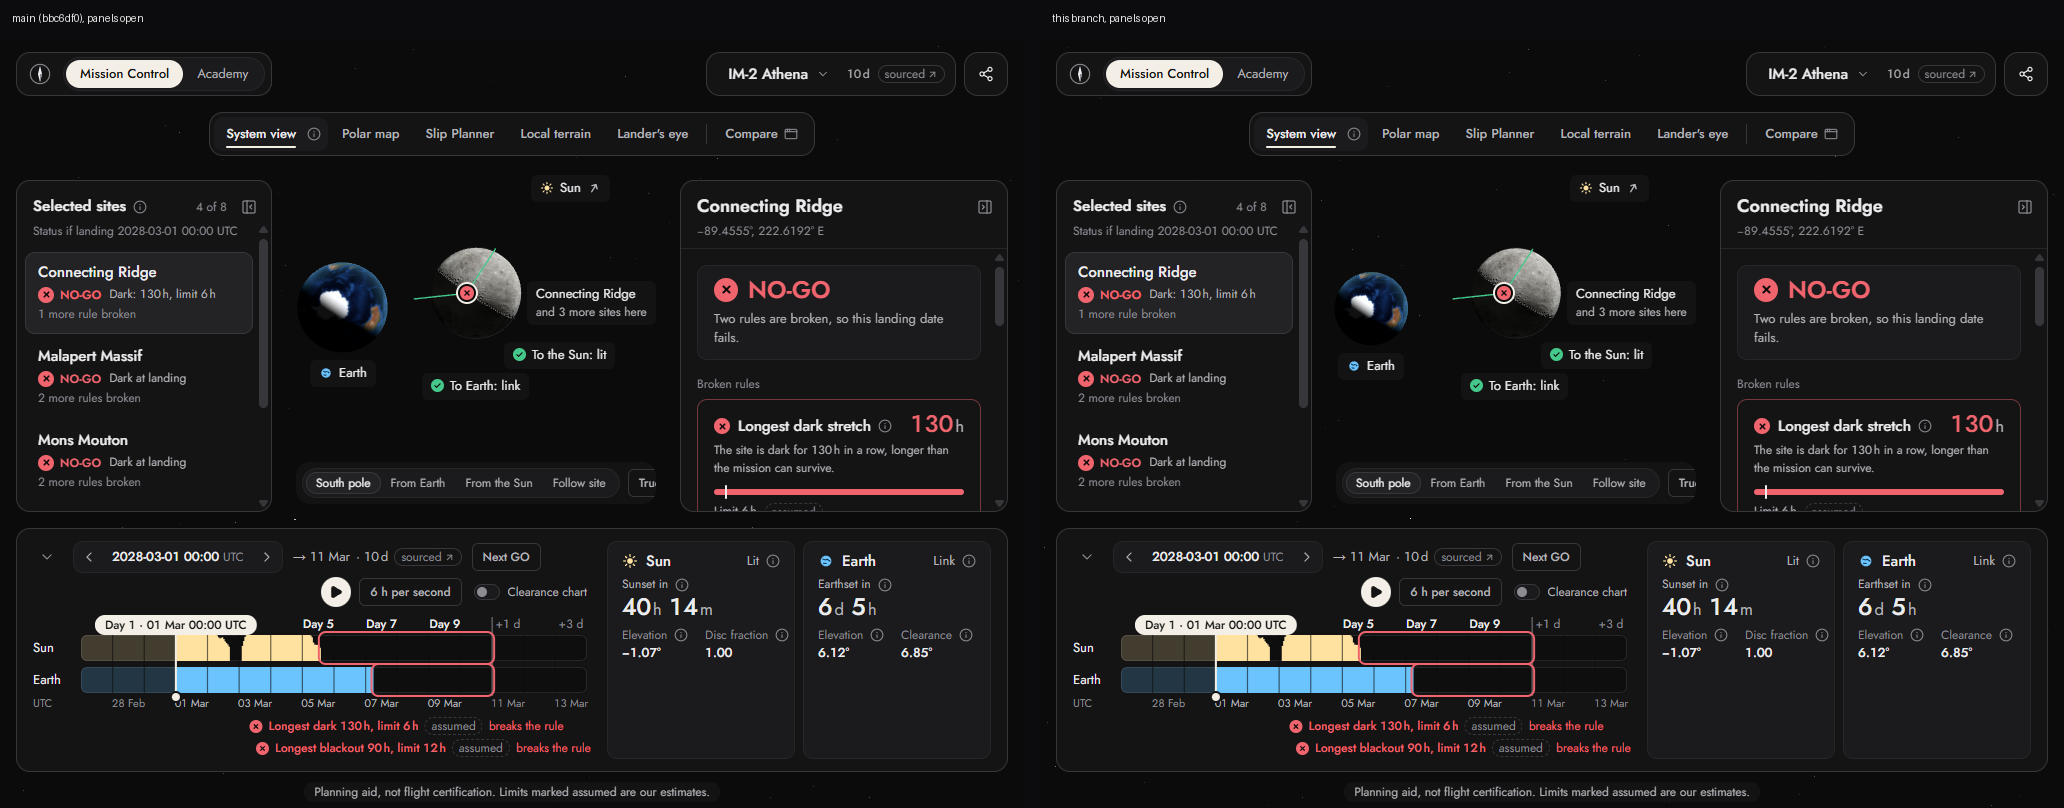 main (bbc6df0), panels open
Mission Control Academy
IM-2 Athena 10d sourced ↗
System view Polar map Slip Planner Local terrain Lander's eye Compare
Sun ↗
Selected sites 4 of 8
Status if landing 2028-03-01 00:00 UTC
Connecting Ridge
NO-GO Dark: 130h, limit 6h
1 more rule broken
Malapert Massif
NO-GO Dark at landing
2 more rules broken
Mons Mouton
NO-GO Dark at landing
Connecting Ridge
and 3 more sites here
To the Sun: lit
Earth
To Earth: link
South pole From Earth From the Sun Follow site
Connecting Ridge
−89.4555°, 222.6192° E
NO-GO
Two rules are broken, so this landing date
fails.
Broken rules
Longest dark stretch 130h
The site is dark for 130h in a row, longer than
the mission can survive.
Limit 6h assumed
2028-03-01 00:00 UTC → 11 Mar · 10d sourced ↗ Next GO
6 h per second Clearance chart
Day 1 · 01 Mar 00:00 UTC Day 5 Day 7 Day 9 +1 d +3 d
Sun
Earth
UTC 28 Feb 01 Mar 03 Mar 05 Mar 07 Mar 09 Mar 11 Mar 13 Mar
Longest dark 130h, limit 6h assumed breaks the rule
Longest blackout 90h, limit 12h assumed breaks the rule
Sun Lit
Sunset in
40h 14m
Elevation Disc fraction
−1.07° 1.00
Earth Link
Earthset in
6d 5h
Elevation Clearance
6.12° 6.85°
Planning aid, not flight certification. Limits marked assumed are our estimates.
this branch, panels open
Mission Control Academy
IM-2 Athena 10d sourced ↗
System view Polar map Slip Planner Local terrain Lander's eye Compare
Sun ↗
Selected sites 4 of 8
Status if landing 2028-03-01 00:00 UTC
Connecting Ridge
NO-GO Dark: 130h, limit 6h
1 more rule broken
Malapert Massif
NO-GO Dark at landing
2 more rules broken
Mons Mouton
NO-GO Dark at landing
Connecting Ridge
and 3 more sites here
To the Sun: lit
Earth
To Earth: link
South pole From Earth From the Sun Follow site
Connecting Ridge
−89.4555°, 222.6192° E
NO-GO
Two rules are broken, so this landing date
fails.
Broken rules
Longest dark stretch 130h
The site is dark for 130h in a row, longer than
the mission can survive.
Limit 6h assumed
2028-03-01 00:00 UTC → 11 Mar · 10d sourced ↗ Next GO
6 h per second Clearance chart
Day 1 · 01 Mar 00:00 UTC Day 5 Day 7 Day 9 +1 d +3 d
Sun
Earth
UTC 28 Feb 01 Mar 03 Mar 05 Mar 07 Mar 09 Mar 11 Mar 13 Mar
Longest dark 130h, limit 6h assumed breaks the rule
Longest blackout 90h, limit 12h assumed breaks the rule
Sun Lit
Sunset in
40h 14m
Elevation Disc fraction
−1.07° 1.00
Earth Link
Earthset in
6d 5h
Elevation Clearance
6.12° 6.85°
Planning aid, not flight certification. Limits marked assumed are our estimates.